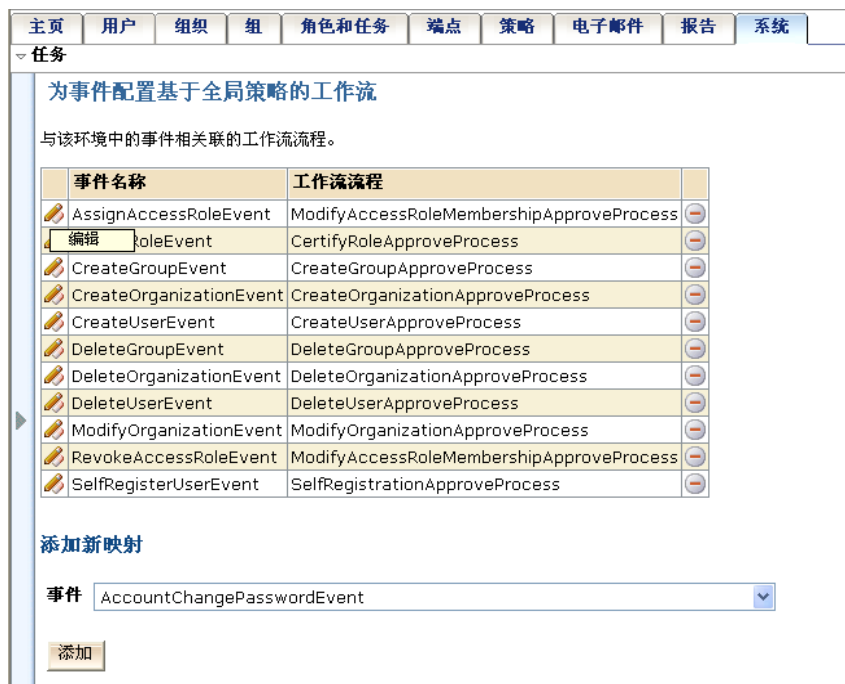 主页 用户 组织 组 角色和任务 端点 策略 电子邮件 报告 系统
任务
为事件配置基于全局策略的工作流
与该环境中的事件相关联的工作流流程。
事件名称 工作流流程
AssignAccessRoleEvent ModifyAccessRoleMembershipApproveProcess
编辑 RoleEvent CertifyRoleApproveProcess
CreateGroupEvent CreateGroupApproveProcess
CreateOrganizationEvent CreateOrganizationApproveProcess
CreateUserEvent CreateUserApproveProcess
DeleteGroupEvent DeleteGroupApproveProcess
DeleteOrganizationEvent DeleteOrganizationApproveProcess
DeleteUserEvent DeleteUserApproveProcess
ModifyOrganizationEvent ModifyOrganizationApproveProcess
RevokeAccessRoleEvent ModifyAccessRoleMembershipApproveProcess
SelfRegisterUserEvent SelfRegistrationApproveProcess
添加新映射
事件 AccountChangePasswordEvent
添加